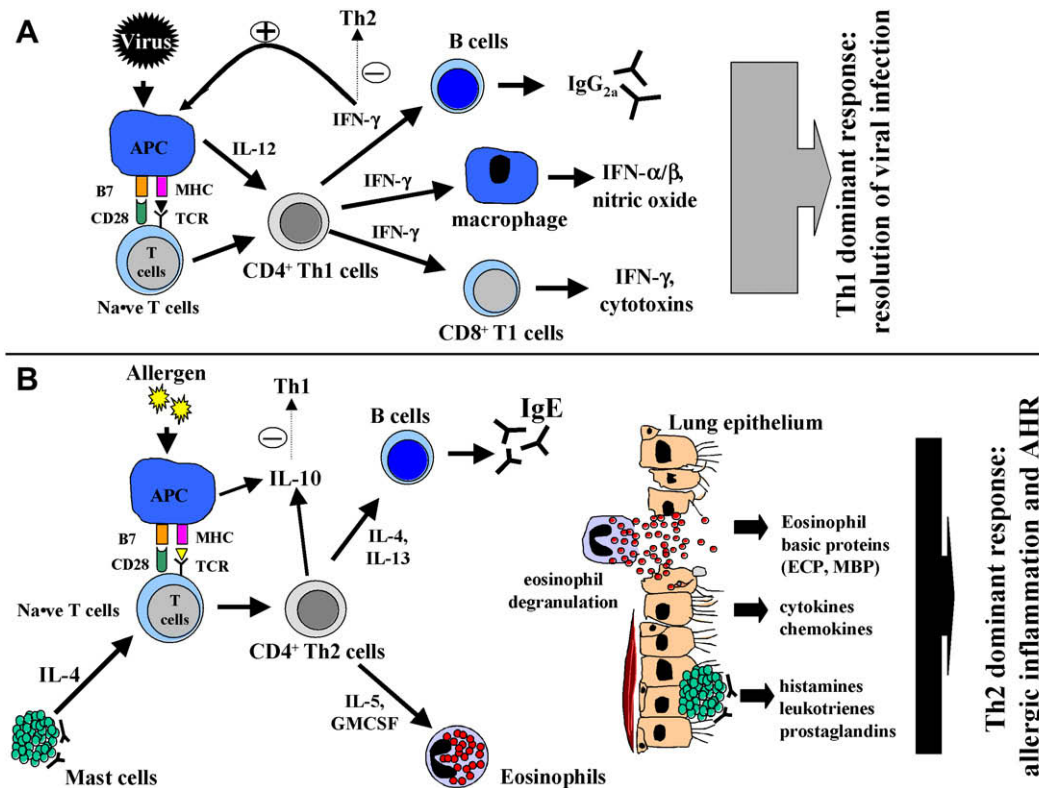 A
Virus
Th2
B cells
IgG2a
IFN-γ
APC
IL-12
B7
MHC
CD28
TCR
T
cells
Na•ve T cells
CD4+ Th1 cells
IFN-γ
macrophage
IFN-α/β,
nitric oxide
IFN-γ
CD8+ T1 cells
IFN-γ,
cytotoxins
Th1 dominant response:
resolution of viral infection
B
Allergen
Th1
B cells
IgE
IL-10
APC
B7
MHC
CD28
TCR
T
cells
Na•ve T cells
IL-4,
IL-13
CD4+ Th2 cells
IL-4
Mast cells
IL-5,
GMCSF
Eosinophils
Lung epithelium
eosinophil
degranulation
Eosinophil
basic proteins
(ECP, MBP)
cytokines
chemokines
histamines
leukotrienes
prostaglandins
Th2 dominant response:
allergic inflammation and AHR